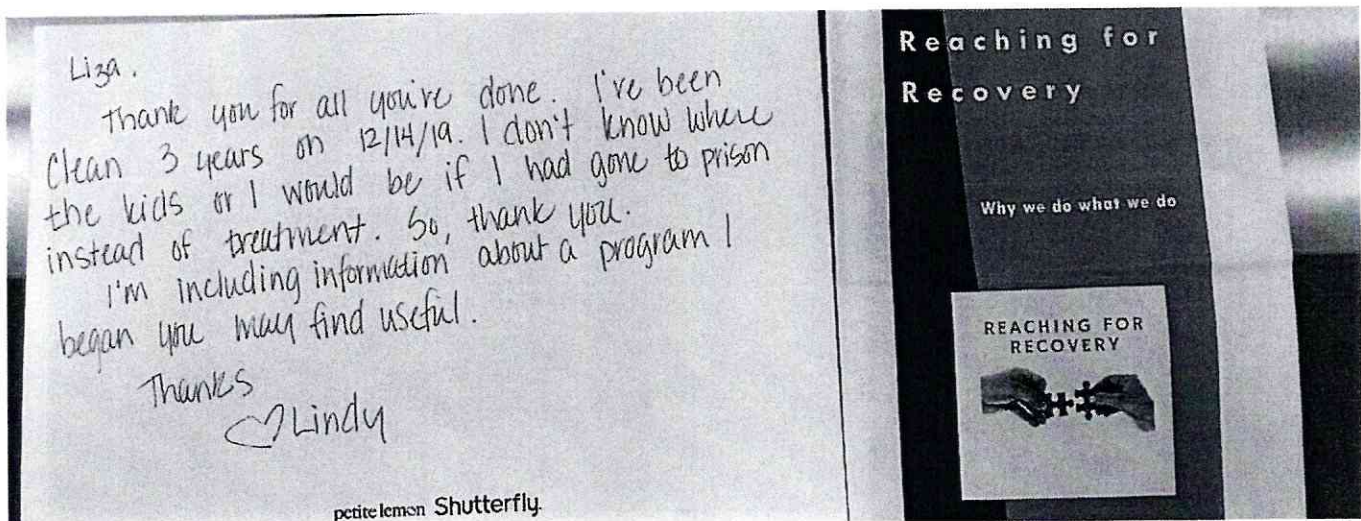 Liza.
Thank you for all you've done. I've been
Clean 3 years on 12/14/19. I don't know where
the kids or I would be if I had gone to prison
instead of treatment. So, thank you.
I'm including information about a program I
began you may find useful.
Thanks
♡Lindy
petite lemon Shutterfly.
Reaching for
Recovery
Why we do what we do
REACHING FOR
RECOVERY